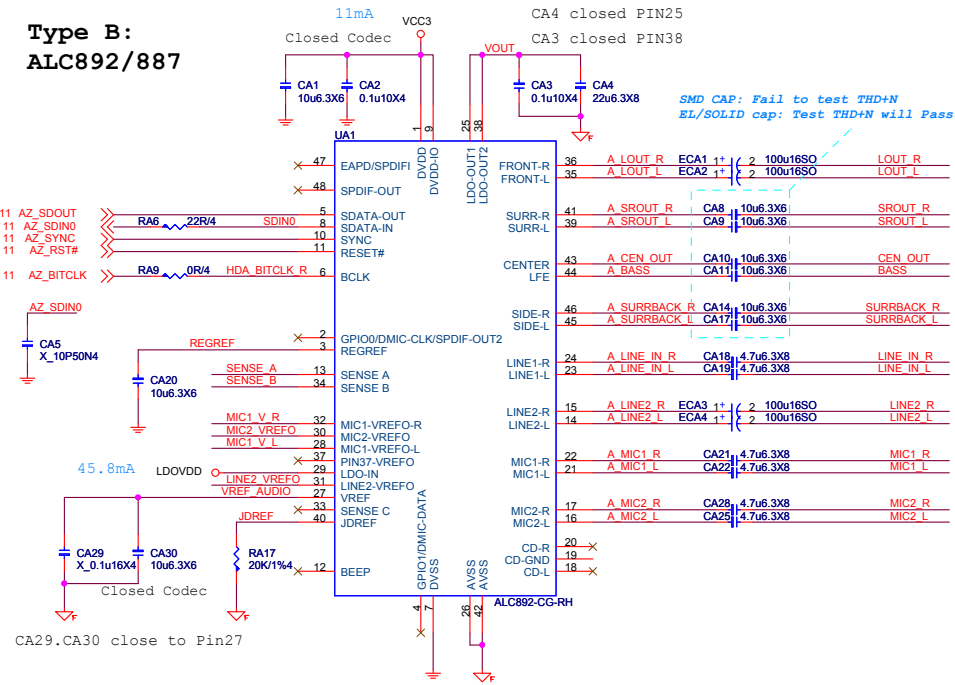 Type B:
ALC892/887
11mA
Closed Codec
VCC3
CA4 closed PIN25
CA3 closed PIN38
VOUT
CA1
10u6.3X6
CA2
0.1u10X4
CA3
0.1u10X4
CA4
22u6.3X8
SMD CAP: Fail to test THD+N
EL/SOLID cap: Test THD+N will Pass
F
UA1
1
9
25
38
DVDD
DVDD-IO
LDO-OUT1
LDO-OUT2
47 EAPD/SPDIFI
48 SPDIF-OUT
11 AZ_SDOUT 5 SDATA-OUT
11 AZ_SDIN0 RA6 22R/4 SDIN0 8 SDATA-IN
11 AZ_SYNC 10 SYNC
11 AZ_RST# 11 RESET#
11 AZ_BITCLK RA9 0R/4 HDA_BITCLK_R 6 BCLK
AZ_SDIN0
CA5
X_10P50N4
2 GPIO0/DMIC-CLK/SPDIF-OUT2
REGREF 3 REGREF
CA20
10u6.3X6
SENSE_A 13 SENSE A
SENSE_B 34 SENSE B
MIC1_V_R 32 MIC1-VREFO-R
MIC2_VREFO 30 MIC2-VREFO
MIC1_V_L 28 MIC1-VREFO-L
37 PIN37-VREFO
45.8mA
LDOVDD 29 LDO-IN
LINE2_VREFO 31 LINE2-VREFO
VREF_AUDIO 27 VREF
33 SENSE C
JDREF 40 JDREF
CA29
X_0.1u16X4
CA30
10u6.3X6
RA17
20K/1%4
12 BEEP
Closed Codec
F
F
CA29.CA30 close to Pin27
FRONT-R 36 A_LOUT_R ECA1 1 + 2 100u16SO LOUT_R
FRONT-L 35 A_LOUT_L ECA2 1 + 2 100u16SO LOUT_L
SURR-R 41 A_SROUT_R CA8 10u6.3X6 SROUT_R
SURR-L 39 A_SROUT_L CA9 10u6.3X6 SROUT_L
CENTER 43 A_CEN_OUT CA10 10u6.3X6 CEN_OUT
LFE 44 A_BASS CA11 10u6.3X6 BASS
SIDE-R 46 A_SURRBACK_R CA14 10u6.3X6 SURRBACK_R
SIDE-L 45 A_SURRBACK_L CA17 10u6.3X6 SURRBACK_L
LINE1-R 24 A_LINE_IN_R CA18 4.7u6.3X8 LINE_IN_R
LINE1-L 23 A_LINE_IN_L CA19 4.7u6.3X8 LINE_IN_L
LINE2-R 15 A_LINE2_R ECA3 1 + 2 100u16SO LINE2_R
LINE2-L 14 A_LINE2_L ECA4 1 + 2 100u16SO LINE2_L
MIC1-R 22 A_MIC1_R CA21 4.7u6.3X8 MIC1_R
MIC1-L 21 A_MIC1_L CA22 4.7u6.3X8 MIC1_L
MIC2-R 17 A_MIC2_R CA28 4.7u6.3X8 MIC2_R
MIC2-L 16 A_MIC2_L CA25 4.7u6.3X8 MIC2_L
CD-R 20
CD-GND 19
CD-L 18
GPIO1/DMIC-DATA
DVSS
AVSS
AVSS
4
7
26
42
ALC892-CG-RH
F